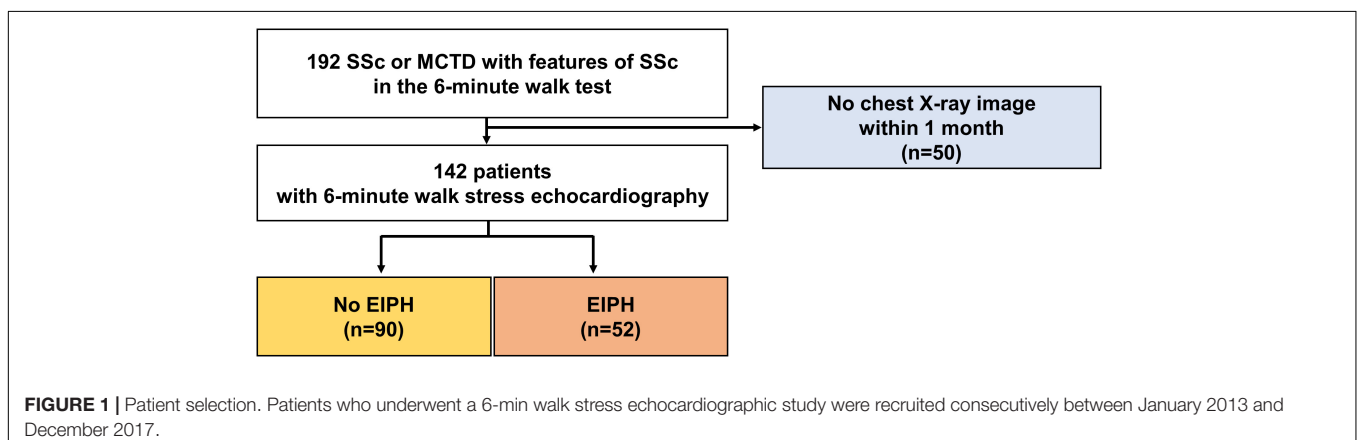 192 SSc or MCTD with features of SSc
in the 6-minute walk test
No chest X-ray image
within 1 month
(n=50)
142 patients
with 6-minute walk stress echocardiography
No EIPH
(n=90)
EIPH
(n=52)
FIGURE 1 | Patient selection. Patients who underwent a 6-min walk stress echocardiographic study were recruited consecutively between January 2013 and
December 2017.